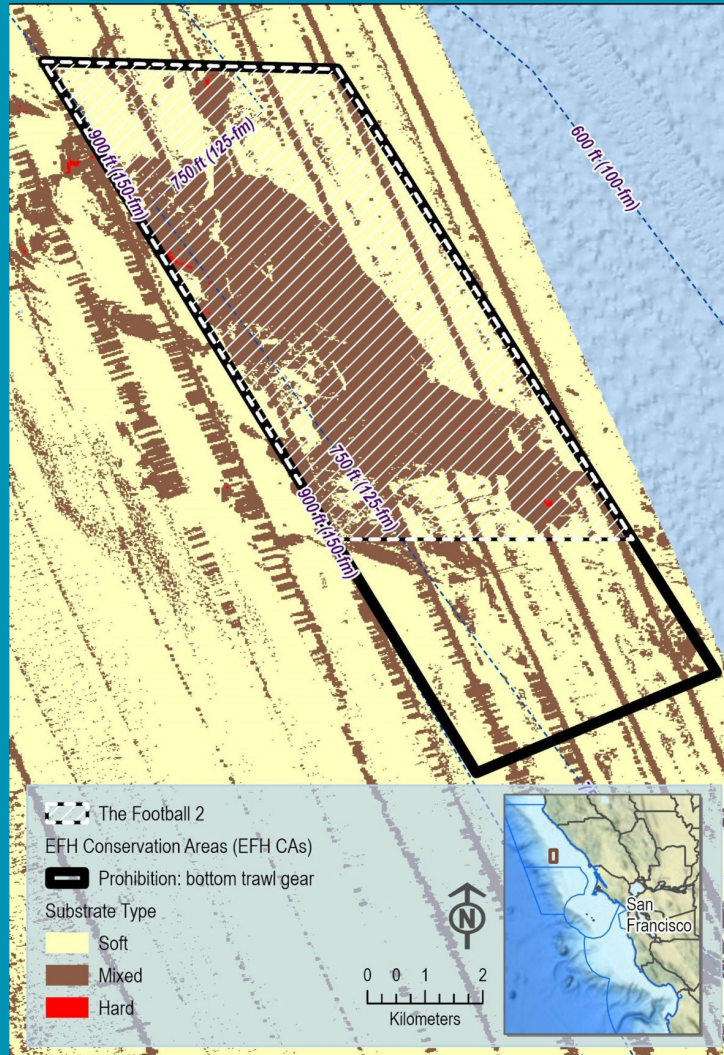 600 ft (100-fm)
750 ft (125-fm)
900 ft (150-fm)
750 ft (125-fm)
900 ft (150-fm)
The Football 2
EFH Conservation Areas (EFH CAs)
Prohibition: bottom trawl gear
Substrate Type
Soft
Mixed
Hard
N
0 0 1 2
Kilometers
San
Francisco